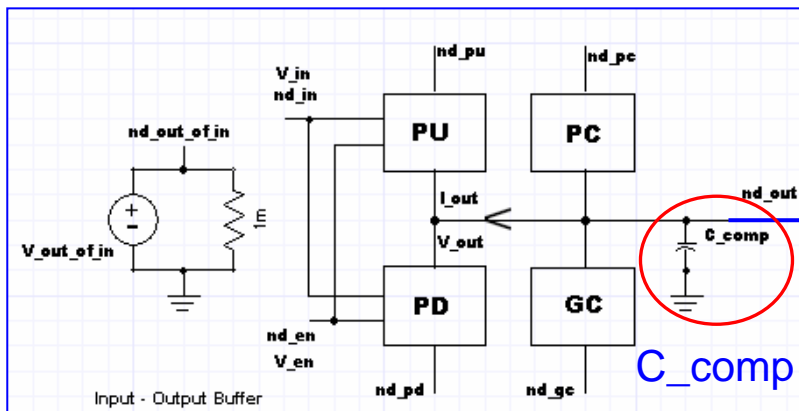 nd_pu
nd_pc
V_in
nd_in
PU
PC
nd_out_of_in
nd_out
I_out
1m
+
-
V_out
C_comp
V_out_of_in
PD
GC
nd_en
V_en
C_comp
nd_pd
nd_gc
Input - Output Buffer